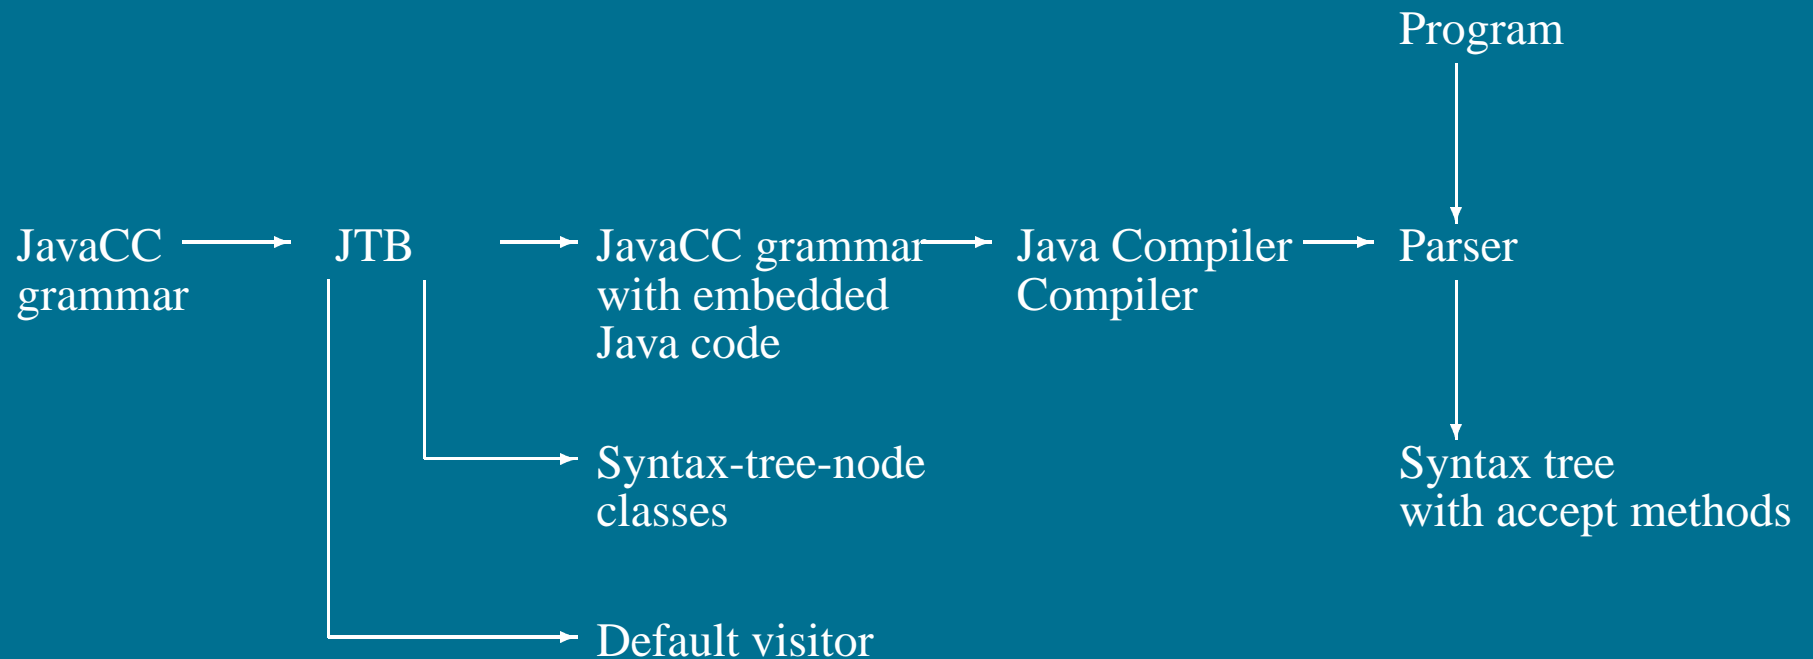 Program
JavaCC
grammar
JTB
JavaCC grammar
with embedded
Java code
Java Compiler
Compiler
Parser
Syntax-tree-node
classes
Syntax tree
with accept methods
Default visitor